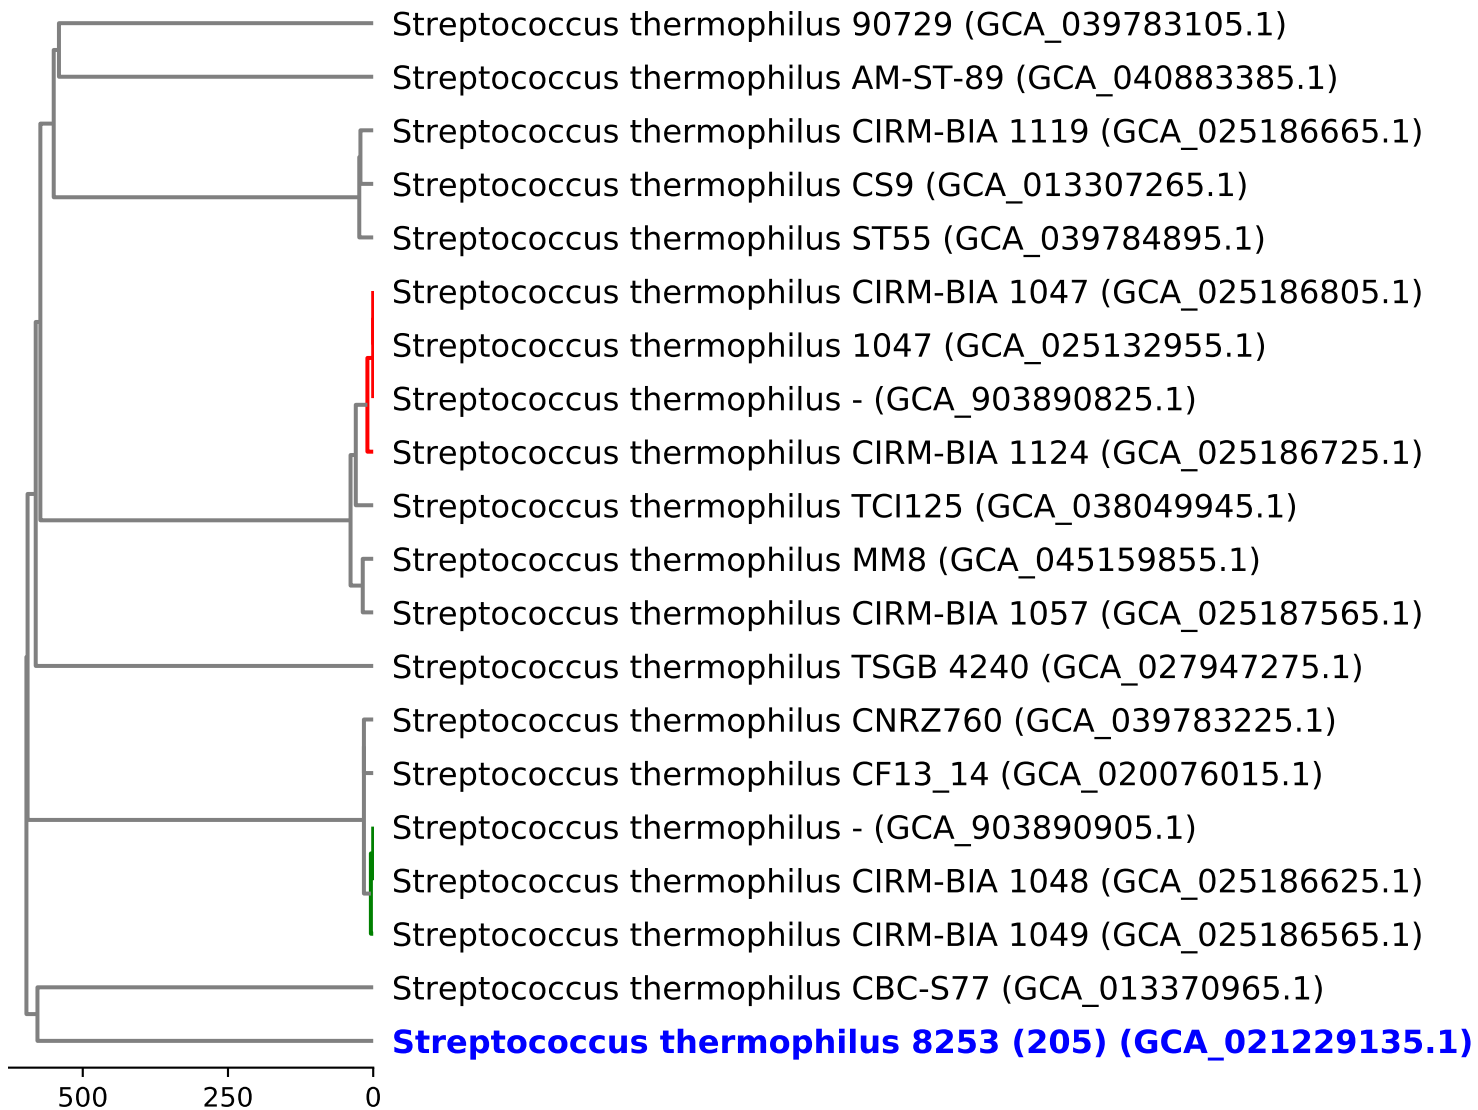 Streptococcus thermophilus 90729 (GCA_039783105.1)
Streptococcus thermophilus AM-ST-89 (GCA_040883385.1)
Streptococcus thermophilus CIRM-BIA 1119 (GCA_025186665.1)
Streptococcus thermophilus CS9 (GCA_013307265.1)
Streptococcus thermophilus ST55 (GCA_039784895.1)
Streptococcus thermophilus CIRM-BIA 1047 (GCA_025186805.1)
Streptococcus thermophilus 1047 (GCA_025132955.1)
Streptococcus thermophilus - (GCA_903890825.1)
Streptococcus thermophilus CIRM-BIA 1124 (GCA_025186725.1)
Streptococcus thermophilus TCI125 (GCA_038049945.1)
Streptococcus thermophilus MM8 (GCA_045159855.1)
Streptococcus thermophilus CIRM-BIA 1057 (GCA_025187565.1)
Streptococcus thermophilus TSGB 4240 (GCA_027947275.1)
Streptococcus thermophilus CNRZ760 (GCA_039783225.1)
Streptococcus thermophilus CF13_14 (GCA_020076015.1)
Streptococcus thermophilus - (GCA_903890905.1)
Streptococcus thermophilus CIRM-BIA 1048 (GCA_025186625.1)
Streptococcus thermophilus CIRM-BIA 1049 (GCA_025186565.1)
Streptococcus thermophilus CBC-S77 (GCA_013370965.1)
Streptococcus thermophilus 8253 (205) (GCA_021229135.1)
500 250 0